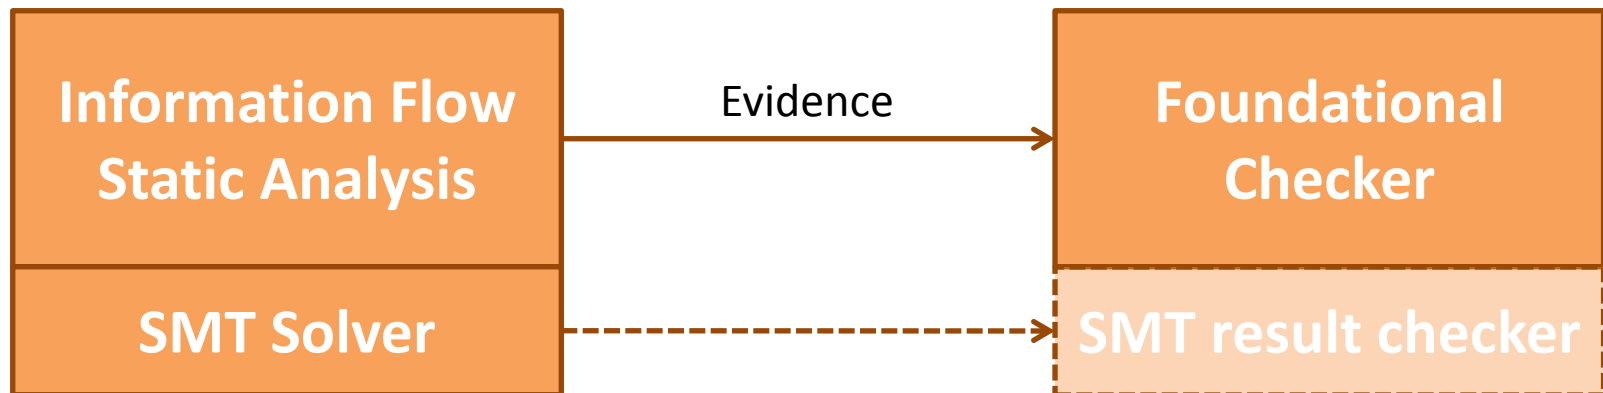 Information Flow
Static Analysis
Evidence
Foundational
Checker
SMT Solver
SMT result checker